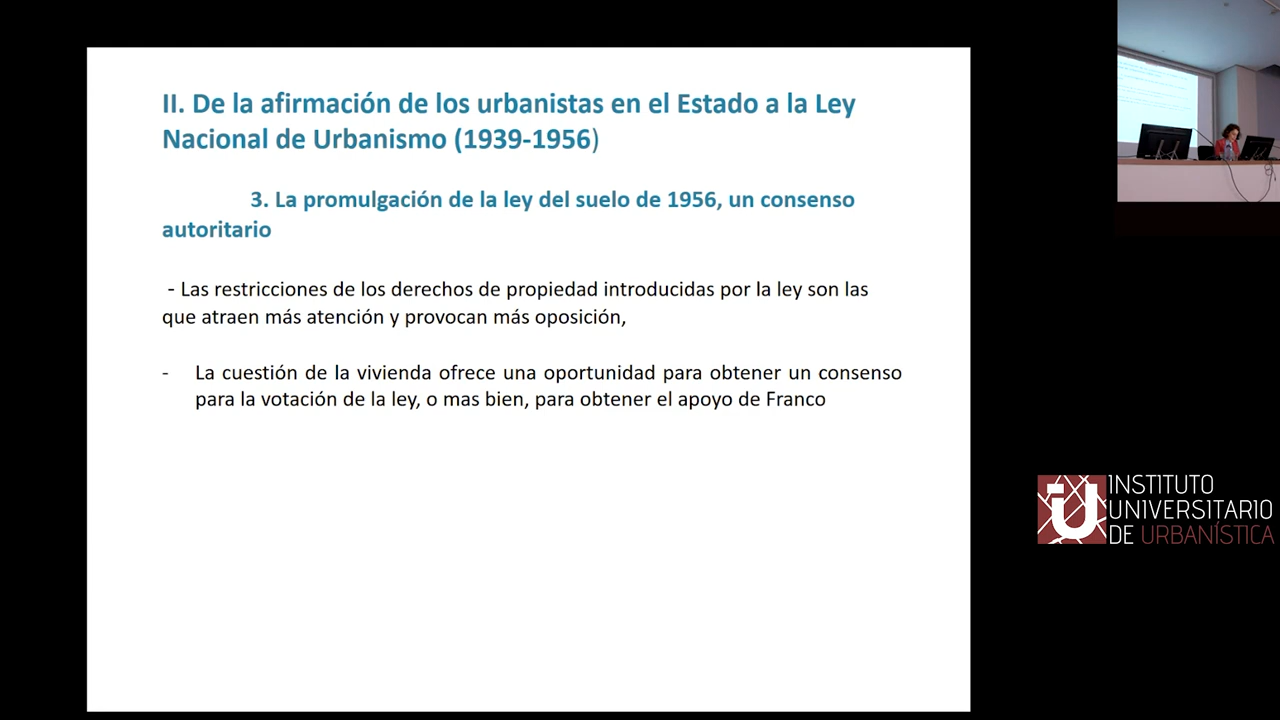 II. De la afirmación de los urbanistas en el Estado a la Ley
Nacional de Urbanismo (1939-1956)
3. La promulgación de la ley del suelo de 1956, un consenso
autoritario
- Las restricciones de los derechos de propiedad introducidas por la ley son las
que atraen más atención y provocan más oposición,
- La cuestión de la vivienda ofrece una oportunidad para obtener un consenso
para la votación de la ley, o mas bien, para obtener el apoyo de Franco
INSTITUTO
UNIVERSITARIO
DE URBANÍSTICA